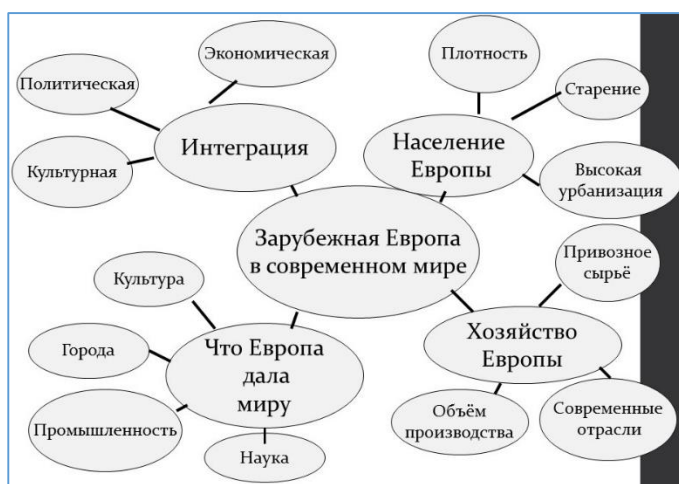 Экономическая
Политическая
Культурная
Интеграция
Плотность
Старение
Население
Европы
Высокая
урбанизация
Зарубежная Европа
в современном мире
Культура
Города
Промышленность
Наука
Что Европа
дала
миру
Привозное
сырьё
Хозяйство
Европы
Объём
производства
Современные
отрасли